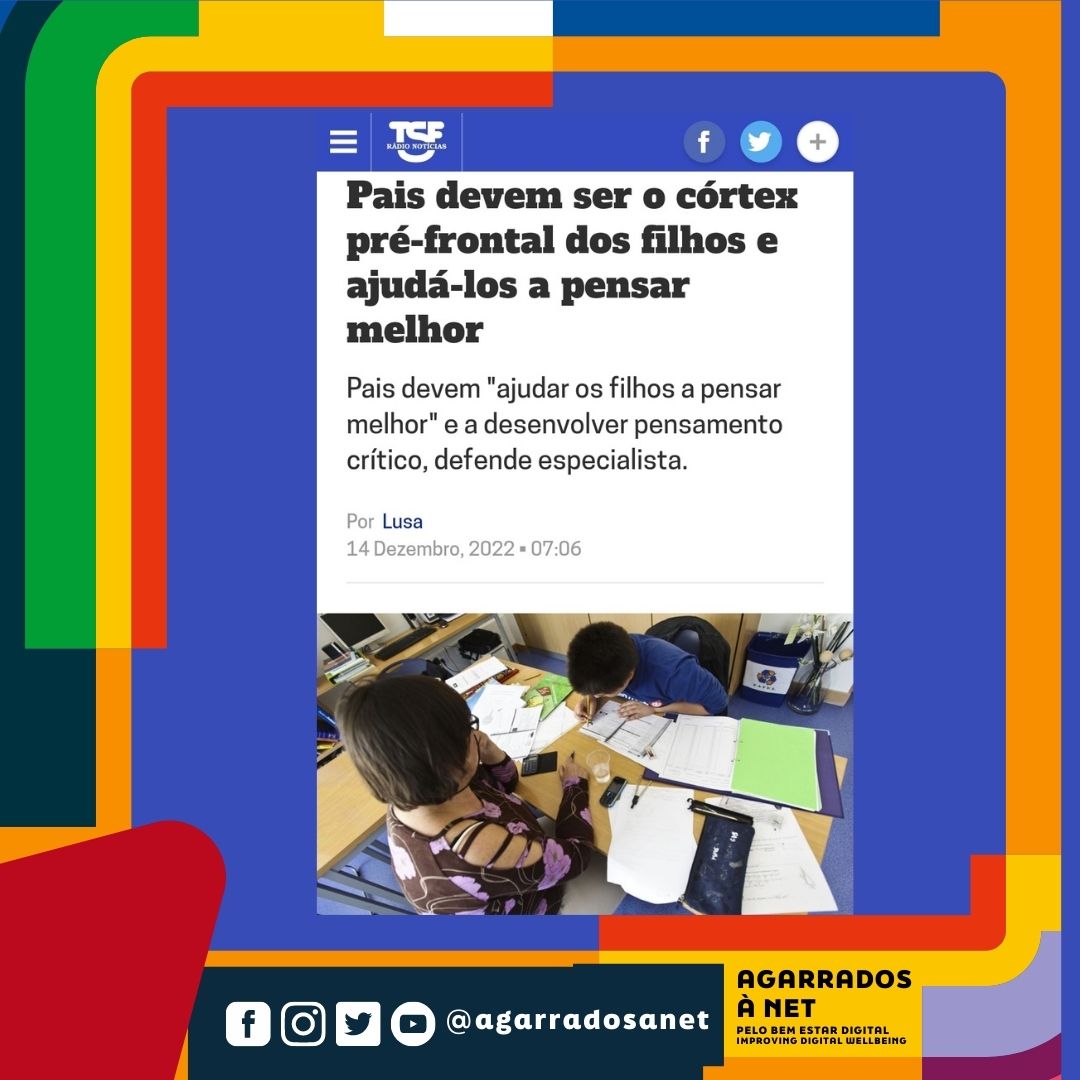 TSF
RÁDIO NOTÍCIAS
Pais devem ser o córtex
pré-frontal dos filhos e
ajudá-los a pensar
melhor
Pais devem "ajudar os filhos a pensar
melhor" e a desenvolver pensamento
crítico, defende especialista.
Por Lusa
14 Dezembro, 2022 ▪ 07:06
@agarradosanet
AGARRADOS
À NET
PELO BEM ESTAR DIGITAL
IMPROVING DIGITAL WELLBEING